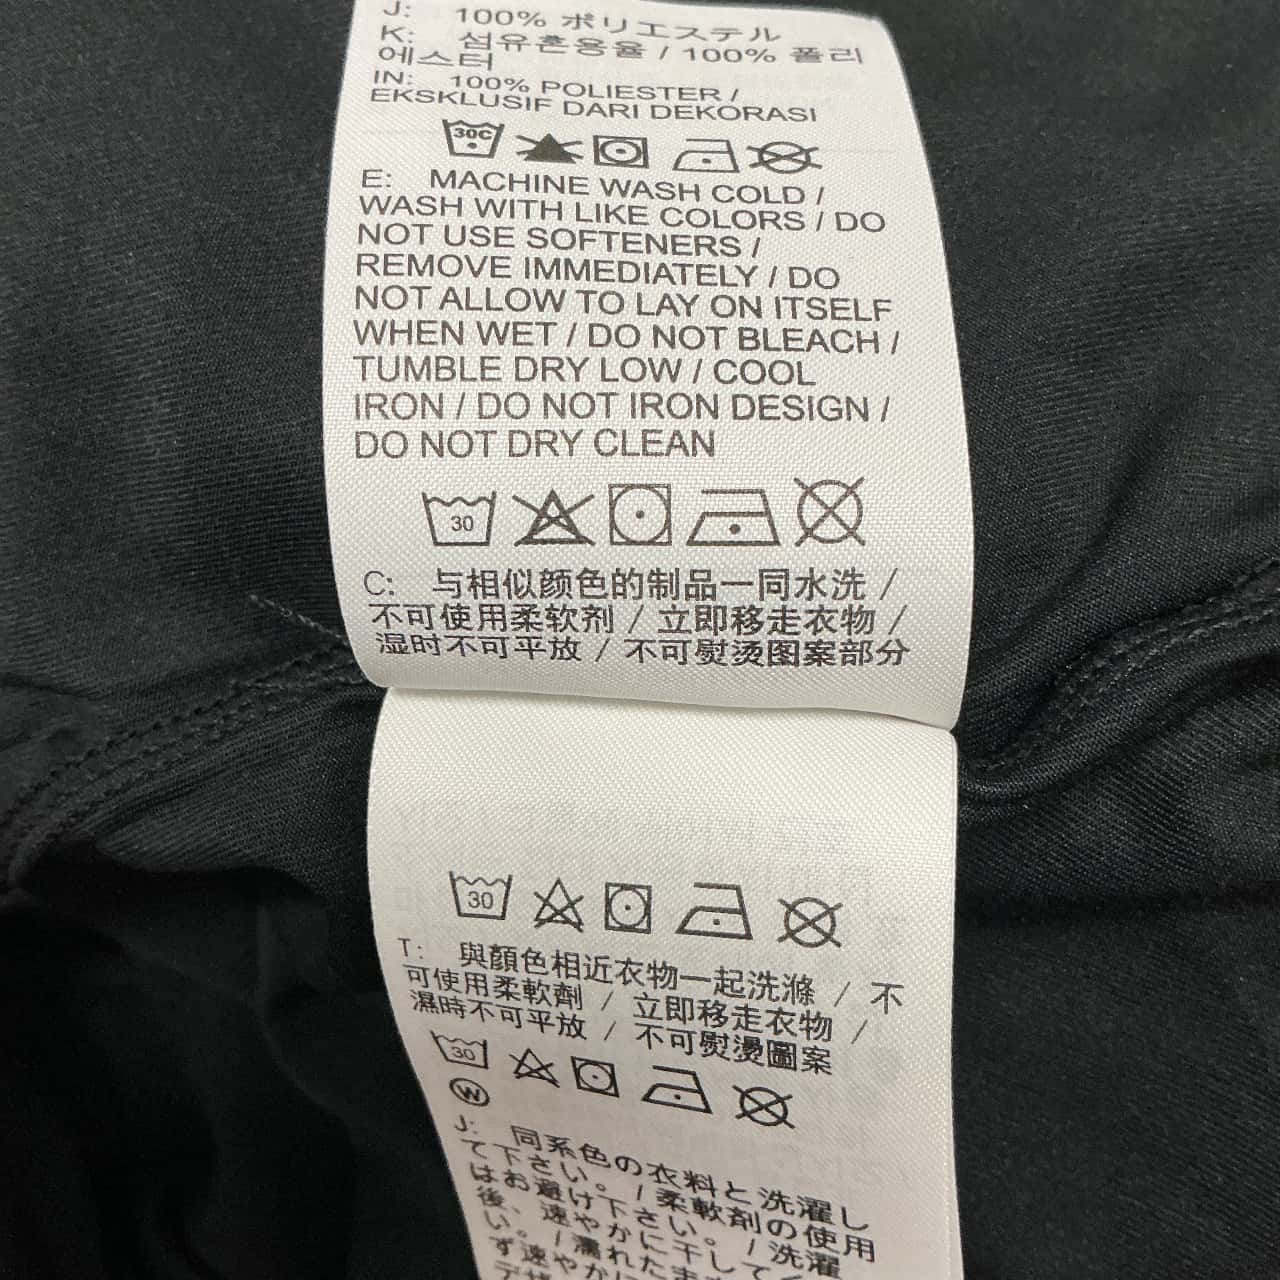 J: 100% ポリエステル
K: 섬유혼용율 / 100% 폴리
에스터
IN: 100% POLIESTER /
EKSKLUSIF DARI DEKORASI
30C
E: MACHINE WASH COLD /
WASH WITH LIKE COLORS / DO
NOT USE SOFTENERS /
REMOVE IMMEDIATELY / DO
NOT ALLOW TO LAY ON ITSELF
WHEN WET / DO NOT BLEACH /
TUMBLE DRY LOW / COOL
IRON / DO NOT IRON DESIGN /
DO NOT DRY CLEAN
30
C: 与相似颜色的制品一同水洗 /
不可使用柔软剂 / 立即移走衣物 /
湿时不可平放 / 不可熨烫图案部分
30
T: 與顏色相近衣物一起洗滌 / 不
可使用柔軟劑 / 立即移走衣物 /
濕時不可平放 / 不可熨燙圖案
30
W
J: 同系色の衣料と洗濯し
て下さい。/ 柔軟剤の使用
はお避け下さい。/ 洗濯
後、速やかに干して
い。/ 濡れたまま
ず速やかに